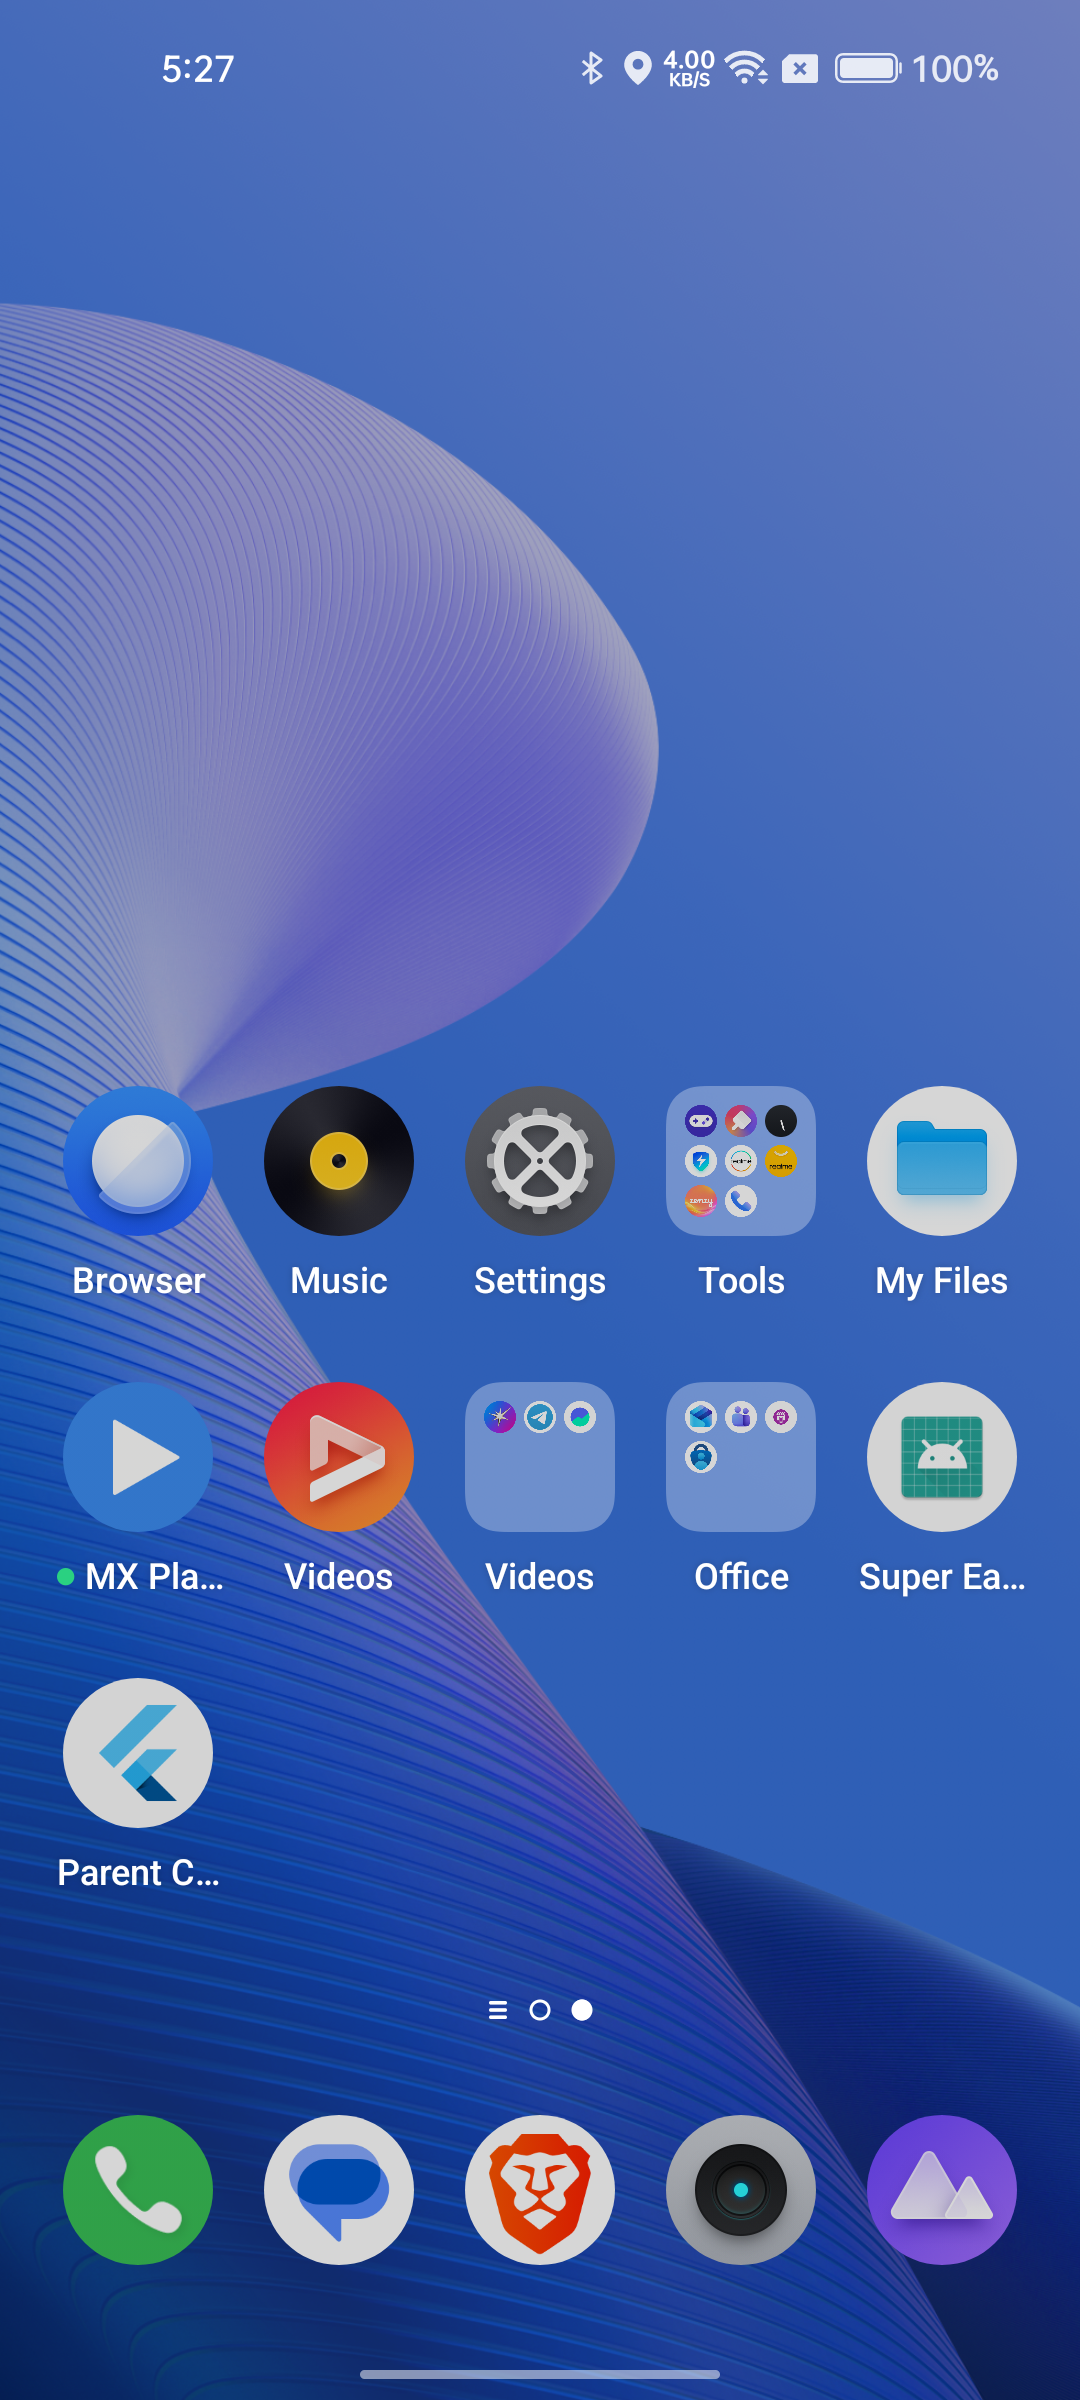 5:27
4.00
KB/S
100%
Browser
Music
Settings
Tools
My Files
MX Pla...
Videos
Videos
Office
Super Ea...
Parent C...